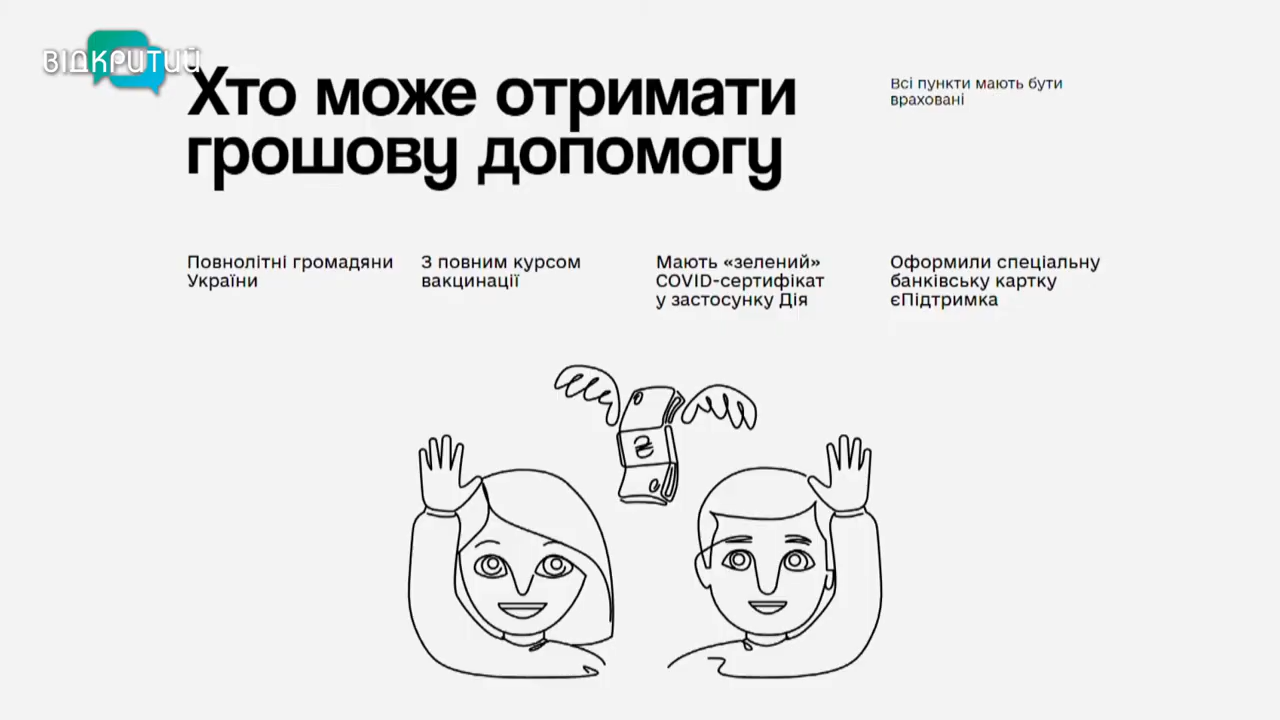 ВІДКРИТИЙ
Хто може отримати
грошову допомогу
Всі пункти мають бути
враховані
Повнолітні громадяни
України
З повним курсом
вакцинації
Мають «зелений»
COVID-сертифікат
у застосунку Дія
Оформили спеціальну
банківську картку
єПідтримка
₴